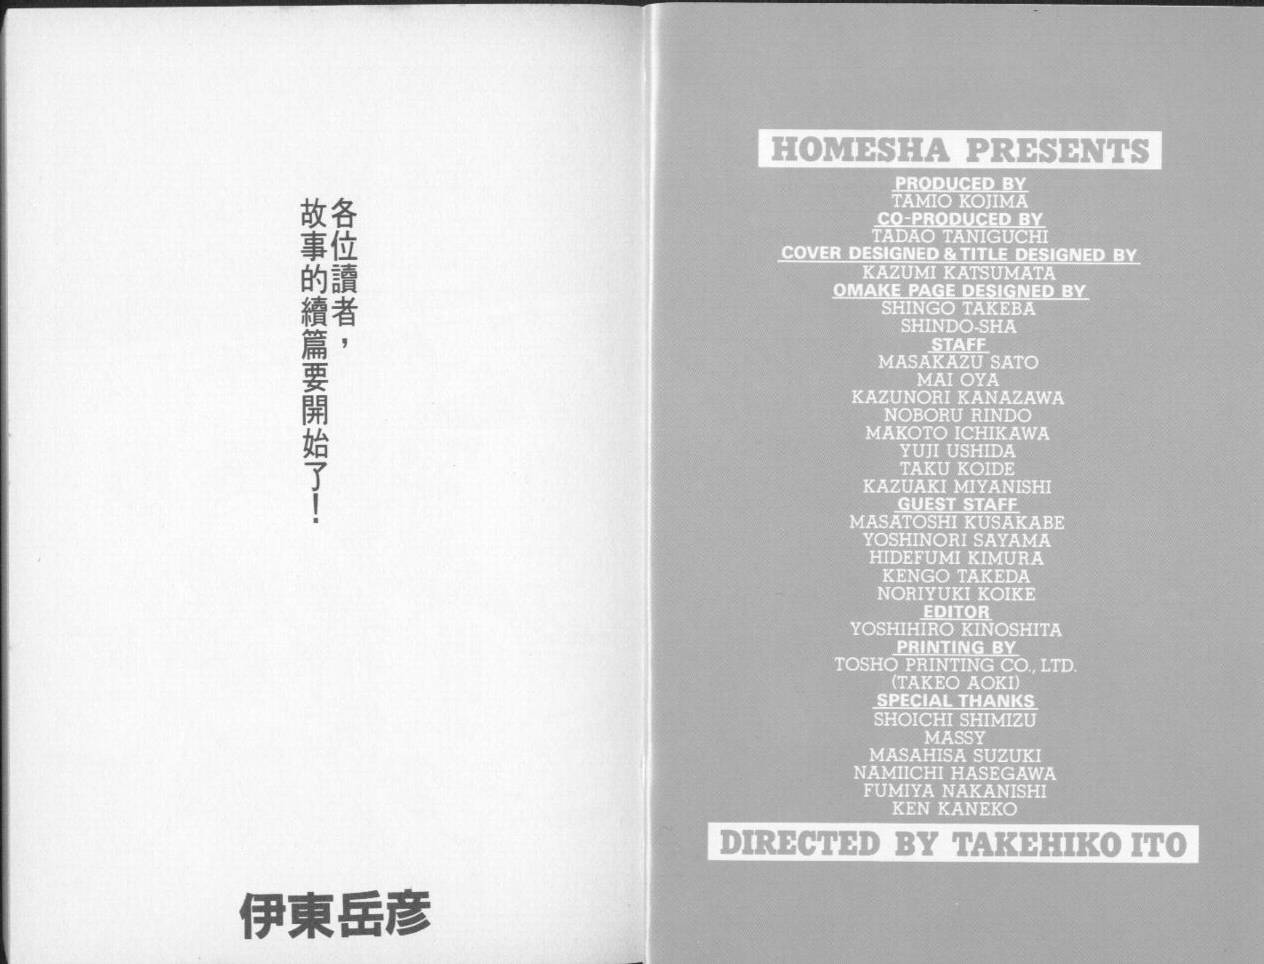 各位讀者，
故事的續篇要開始了！
伊東岳彦
HOMESHA PRESENTS
PRODUCED BY
TAMIO KOJIMA
CO-PRODUCED BY
TADAO TANIGUCHI
COVER DESIGNED & TITLE DESIGNED BY
KAZUMI KATSUMATA
OMAKE PAGE DESIGNED BY
SHINGO TAKEBA
SHINDO-SHA
STAFF
MASAKAZU SATO
MAI OYA
KAZUNORI KANAZAWA
NOBORU RINDO
MAKOTO ICHIKAWA
YUJI USHIDA
TAKU KOIDE
KAZUAKI MIYANISHI
GUEST STAFF
MASATOSHI KUSAKABE
YOSHINORI SAYAMA
HIDEFUMI KIMURA
KENGO TAKEDA
NORIYUKI KOIKE
EDITOR
YOSHIHIRO KINOSHITA
PRINTING BY
TOSHO PRINTING CO., LTD.
(TAKEO AOKI)
SPECIAL THANKS
SHOICHI SHIMIZU
MASSY
MASAHISA SUZUKI
NAMIICHI HASEGAWA
FUMIYA NAKANISHI
KEN KANEKO
DIRECTED BY TAKEHIKO ITO